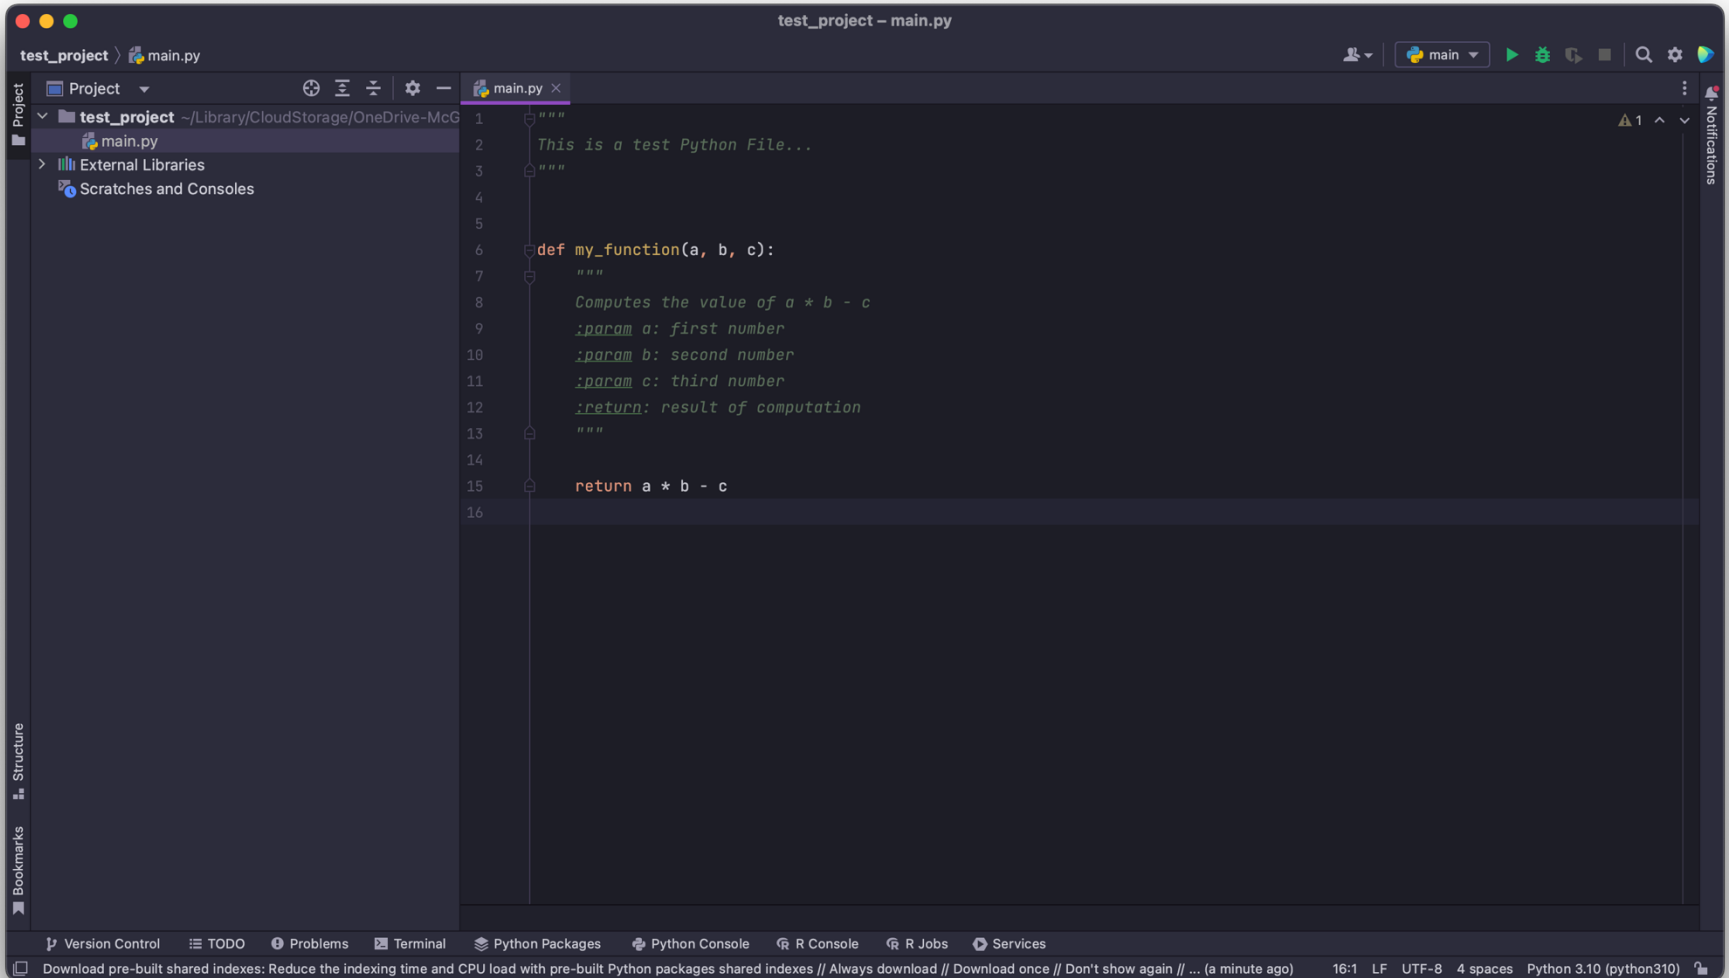 test_project – main.py
test_project 〉 main.py
main
Project
main.py
Project
test_project ~/Library/CloudStorage/OneDrive-McG
main.py
External Libraries
Scratches and Consoles
Structure
Bookmarks
1 """
2 This is a test Python File...
3 """
4
5
6 def my_function(a, b, c):
7 """
8 Computes the value of a * b - c
9 :param a: first number
10 :param b: second number
11 :param c: third number
12 :return: result of computation
13 """
14
15 return a * b - c
16
1
Notifications
Version Control TODO Problems Terminal Python Packages Python Console R Console R Jobs Services
Download pre-built shared indexes: Reduce the indexing time and CPU load with pre-built Python packages shared indexes // Always download // Download once // Don't show again // ... (a minute ago) 16:1 LF UTF-8 4 spaces Python 3.10 (python310)